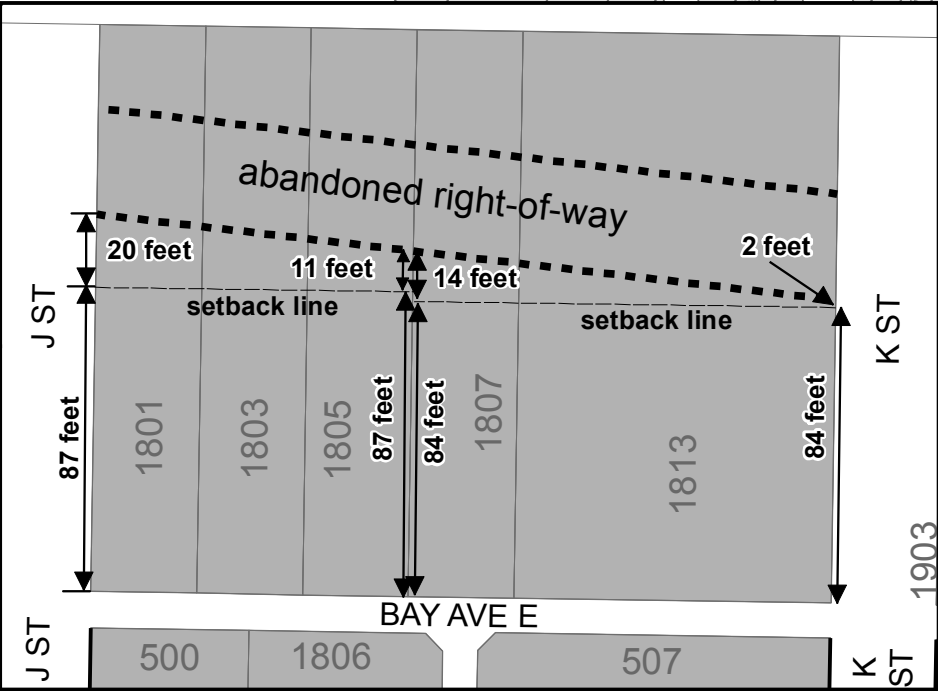 abandoned right-of-way
20 feet
11 feet
14 feet
2 feet
setback line
setback line
J ST
K ST
87 feet
1801
1803
1805
87 feet
84 feet
1807
1813
84 feet
1903
BAY AVE E
J ST
500
1806
507
K
ST